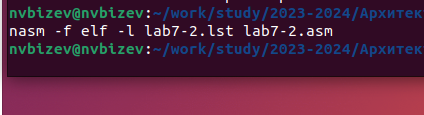 nvbizev@nvbizev:~/work/study/2023-2024/Архитек
nasm -f elf -l lab7-2.lst lab7-2.asm
nvbizev@nvbizev:~/work/study/2023-2024/Архитек